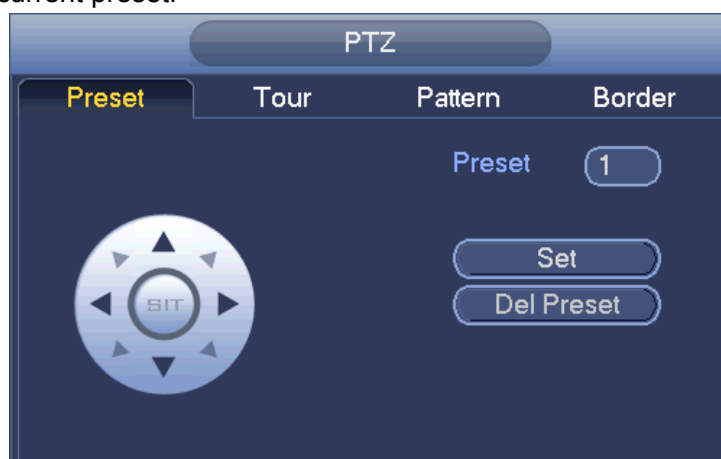 current preset.
PTZ
Preset Tour Pattern Border
Preset 1
SIT
Set
Del Preset